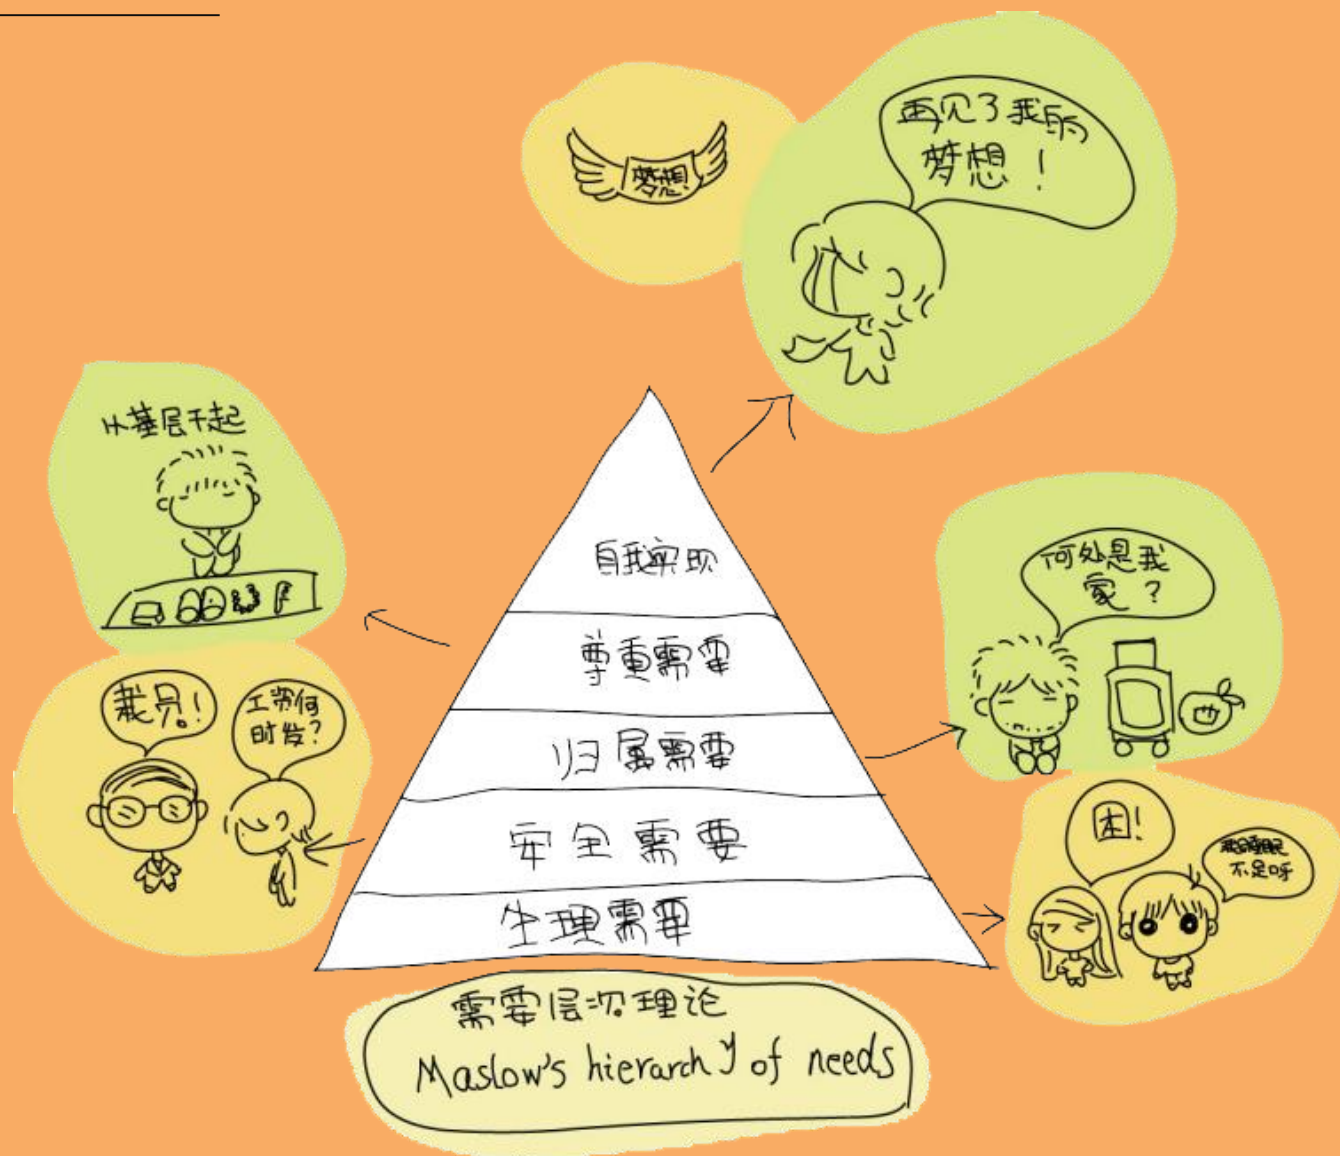 梦想!
再见了我的
梦想！
从基层干起
自我实现
尊重需要
归属需要
安全需要
生理需要
何处是我
家？
裁员!
工资何
时发?
困!
睡眠
不足呀
需要层次理论
Maslow's hierarchy of needs